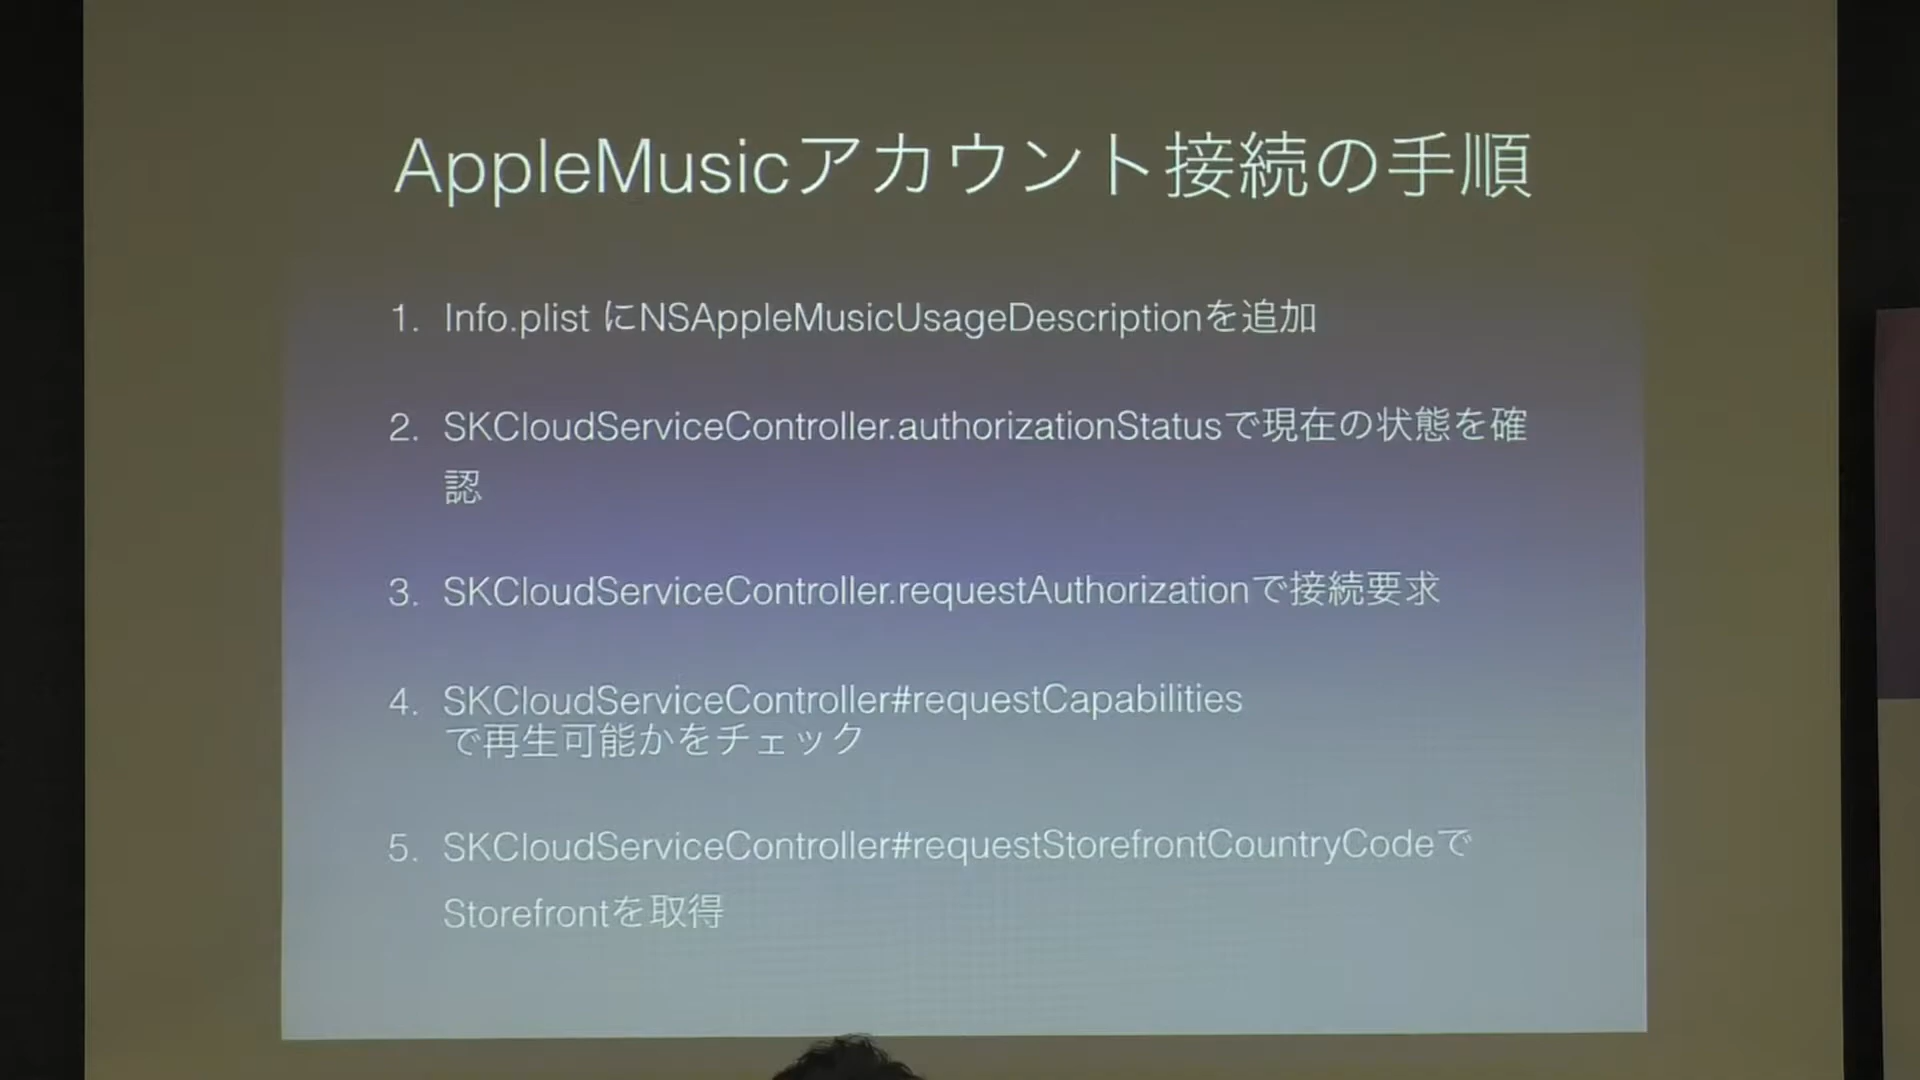 AppleMusicアカウント接続の手順
1. Info.plist にNSAppleMusicUsageDescriptionを追加
2. SKCloudServiceController.authorizationStatusで現在の状態を確
認
3. SKCloudServiceController.requestAuthorizationで接続要求
4. SKCloudServiceController#requestCapabilities
で再生可能かをチェック
5. SKCloudServiceController#requestStorefrontCountryCodeで
Storefrontを取得